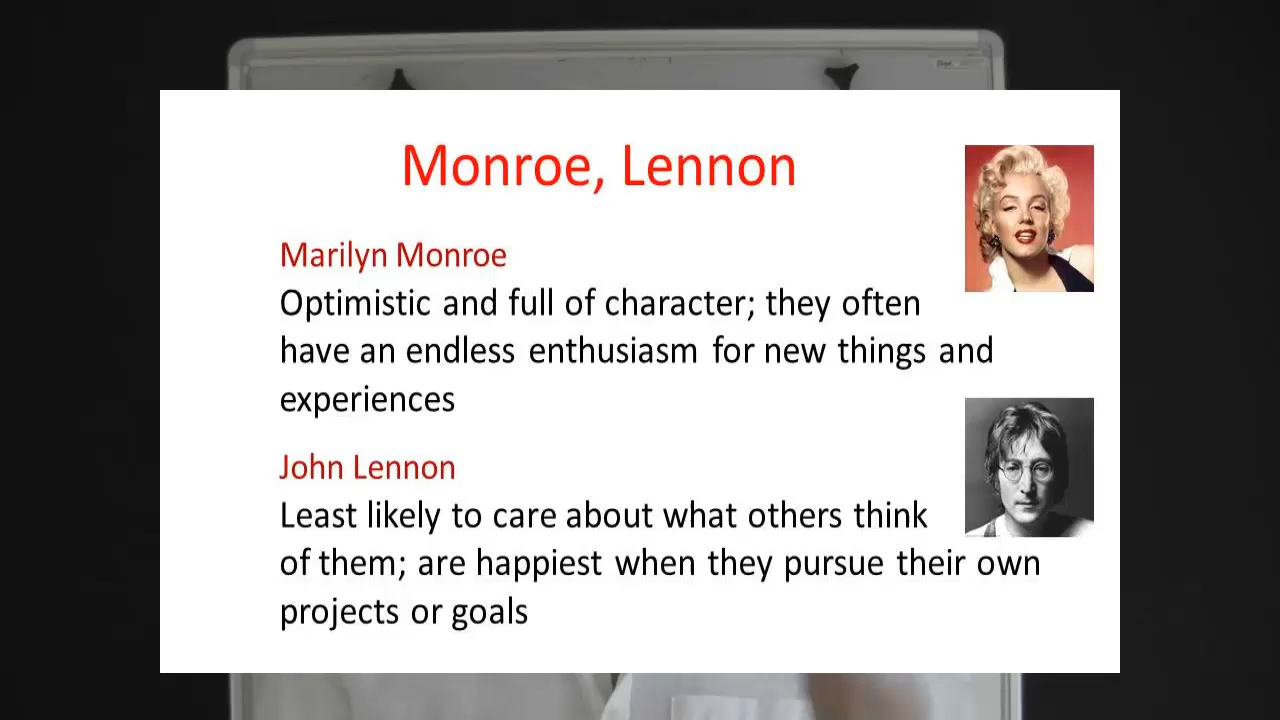 Monroe, Lennon
Marilyn Monroe
Optimistic and full of character; they often
have an endless enthusiasm for new things and
experiences
John Lennon
Least likely to care about what others think
of them; are happiest when they pursue their own
projects or goals